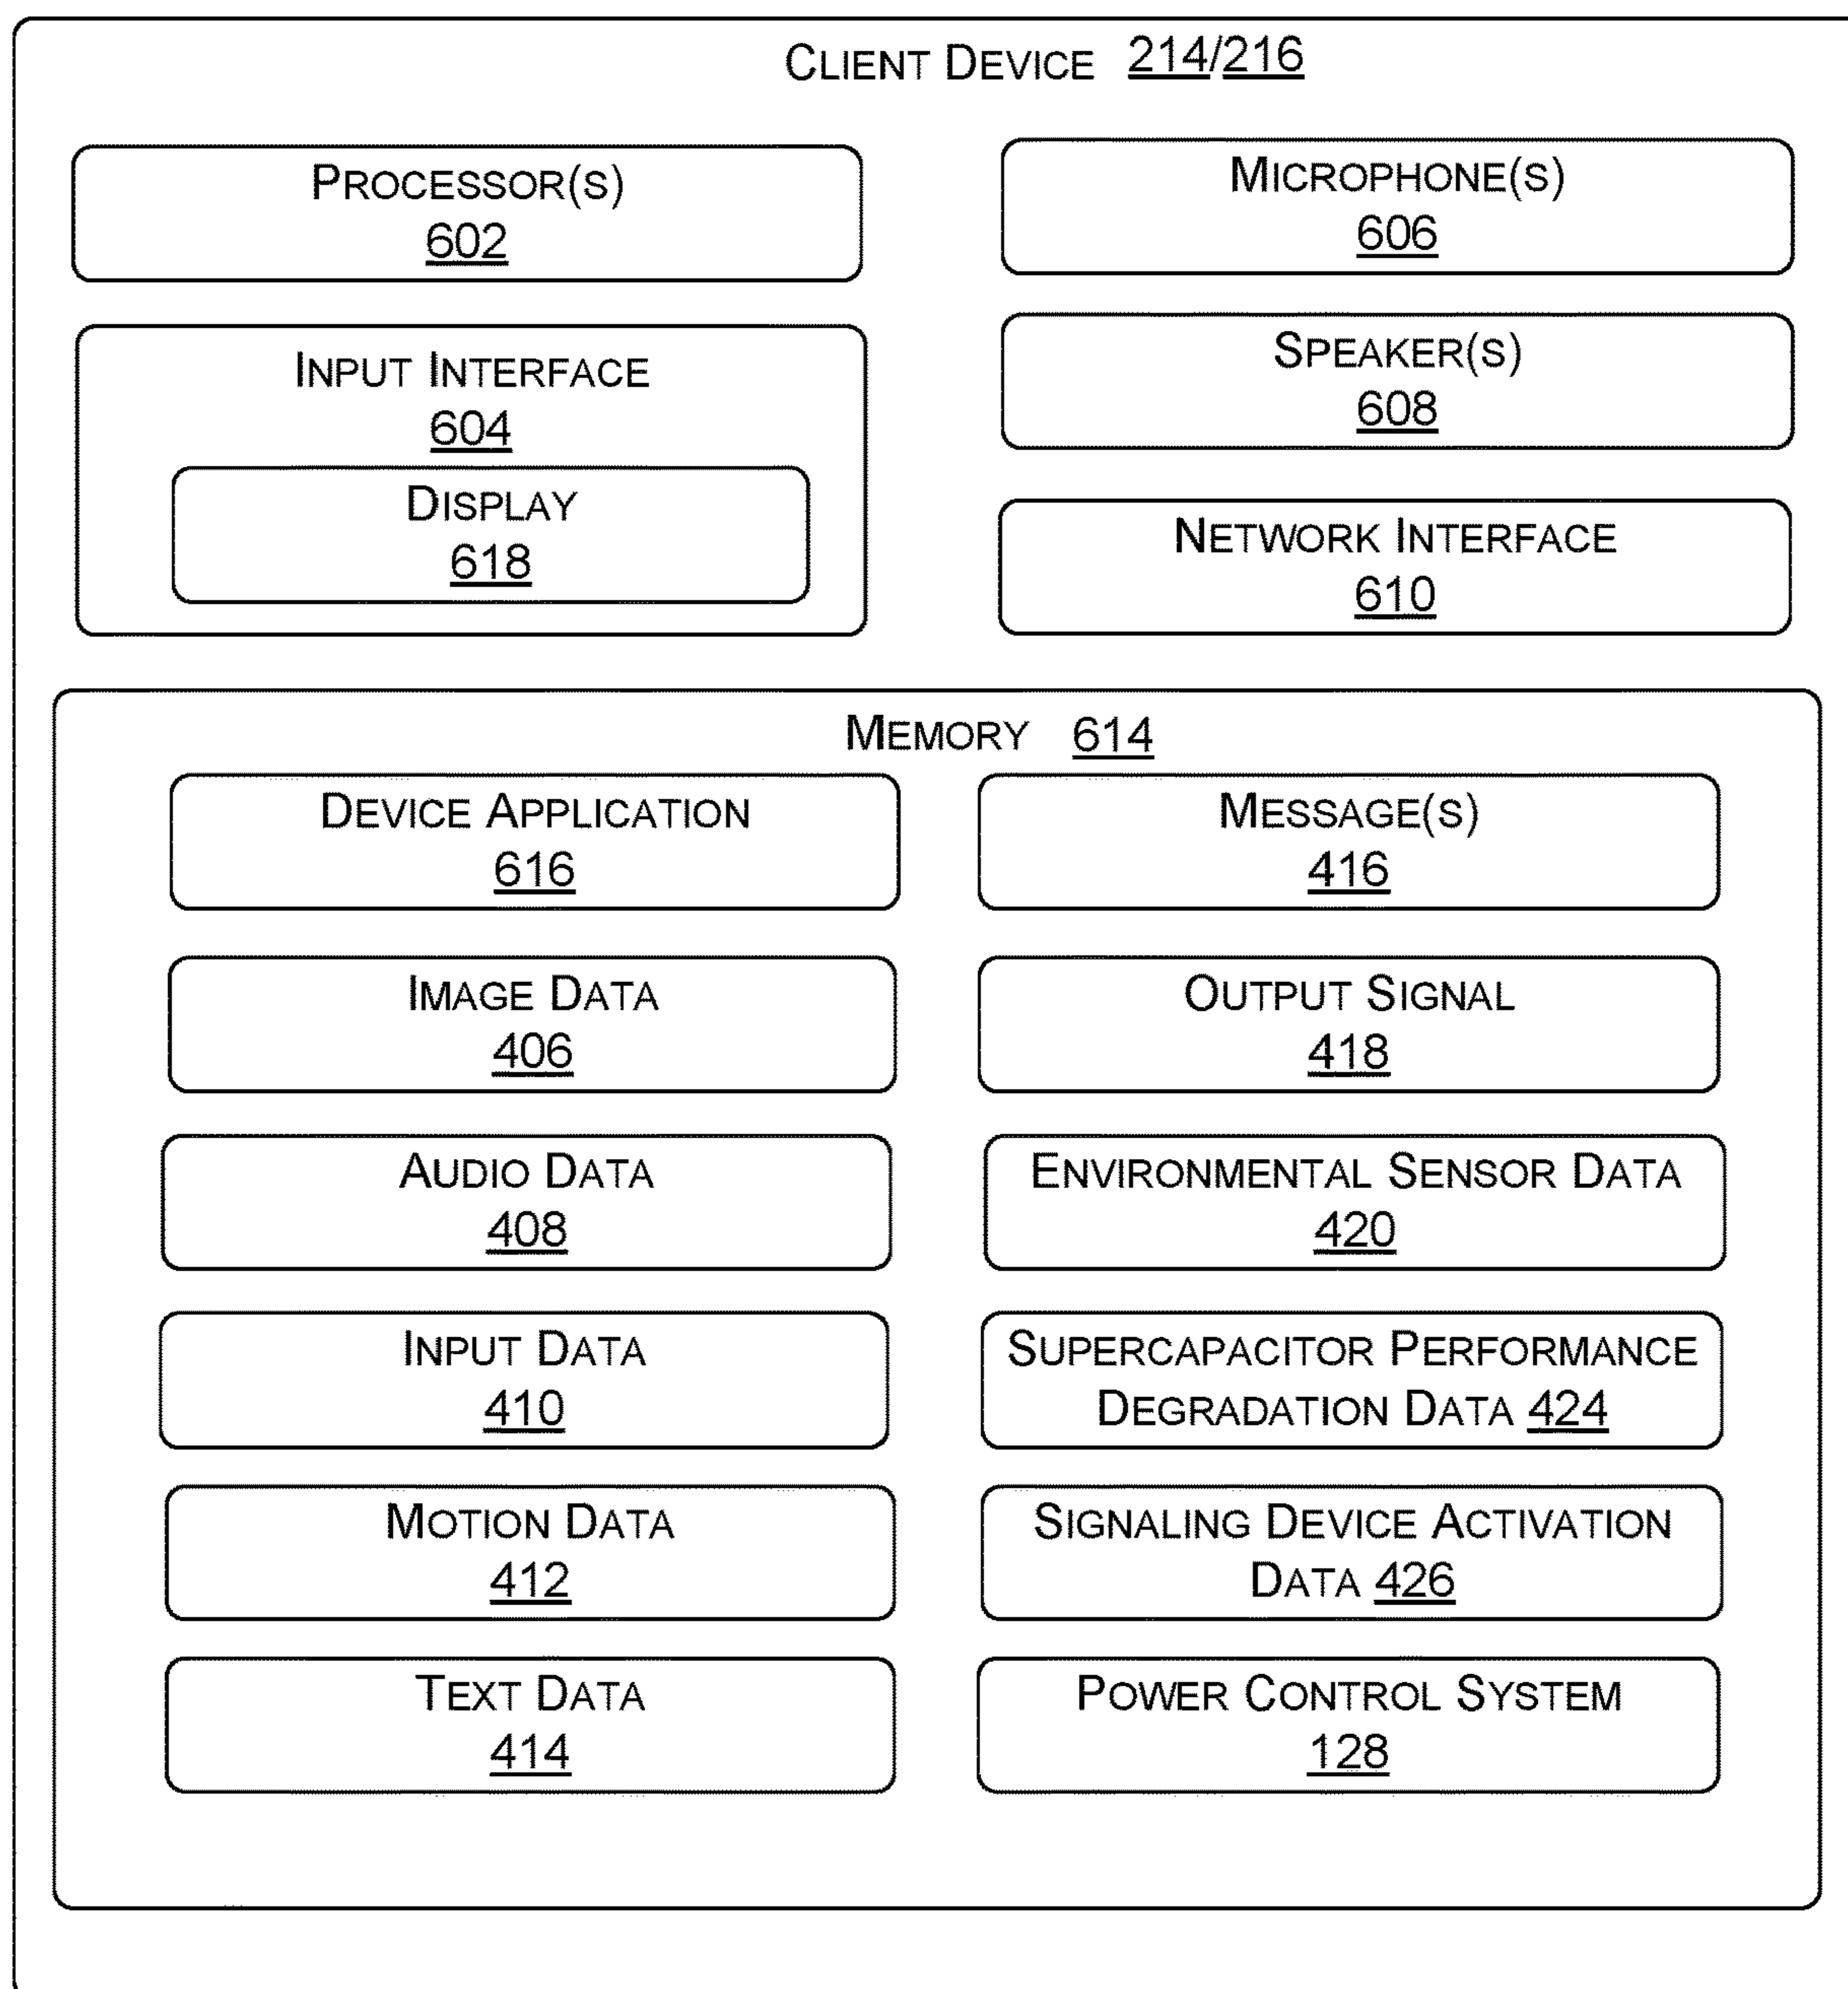 CLIENT DEVICE 214/216
PROCESSOR(S)
602
MICROPHONE(S)
606
INPUT INTERFACE
604
DISPLAY
618
SPEAKER(S)
608
NETWORK INTERFACE
610
MEMORY 614
DEVICE APPLICATION
616
MESSAGE(S)
416
IMAGE DATA
406
OUTPUT SIGNAL
418
AUDIO DATA
408
ENVIRONMENTAL SENSOR DATA
420
INPUT DATA
410
SUPERCAPACITOR PERFORMANCE
DEGRADATION DATA 424
MOTION DATA
412
SIGNALING DEVICE ACTIVATION
DATA 426
TEXT DATA
414
POWER CONTROL SYSTEM
128